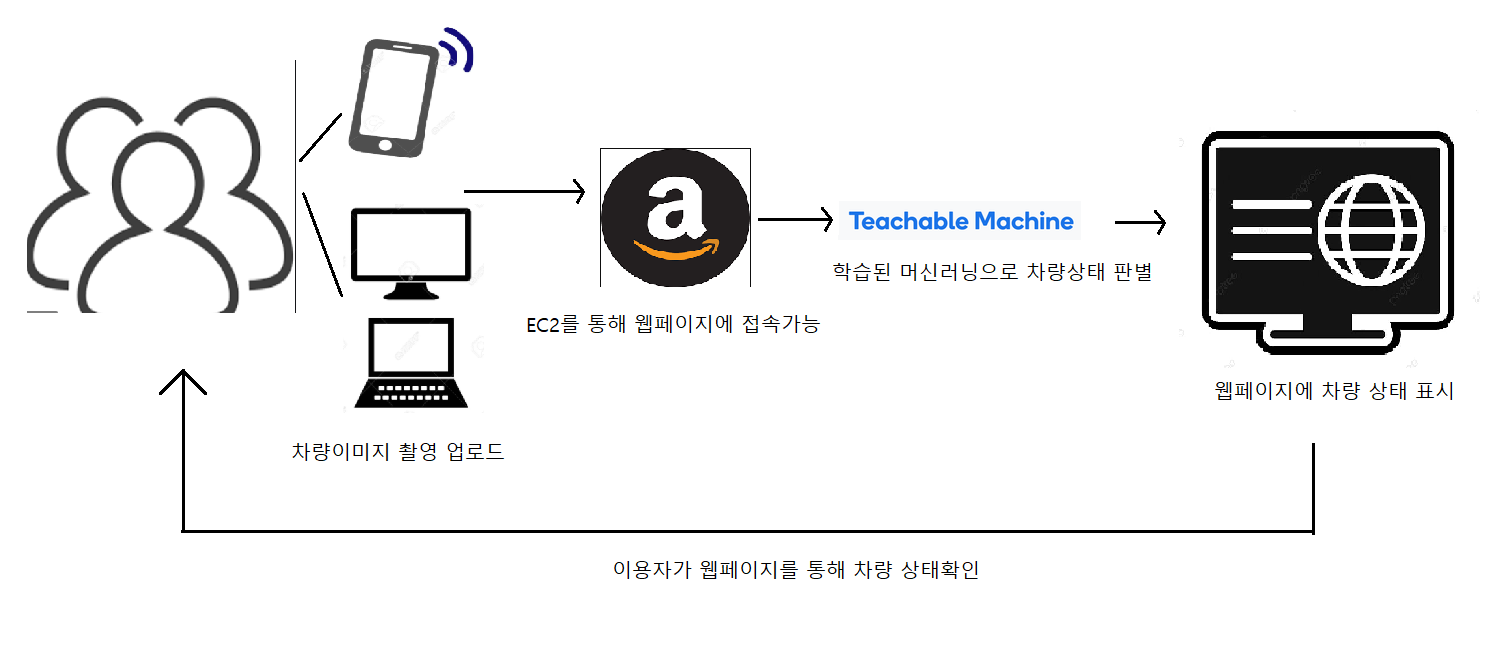 Teachable Machine
학습된 머신러닝으로 차량상태 판별
EC2를 통해 웹페이지에 접속가능
웹페이지에 차량 상태 표시
차량이미지 촬영 업로드
이용자가 웹페이지를 통해 차량 상태확인